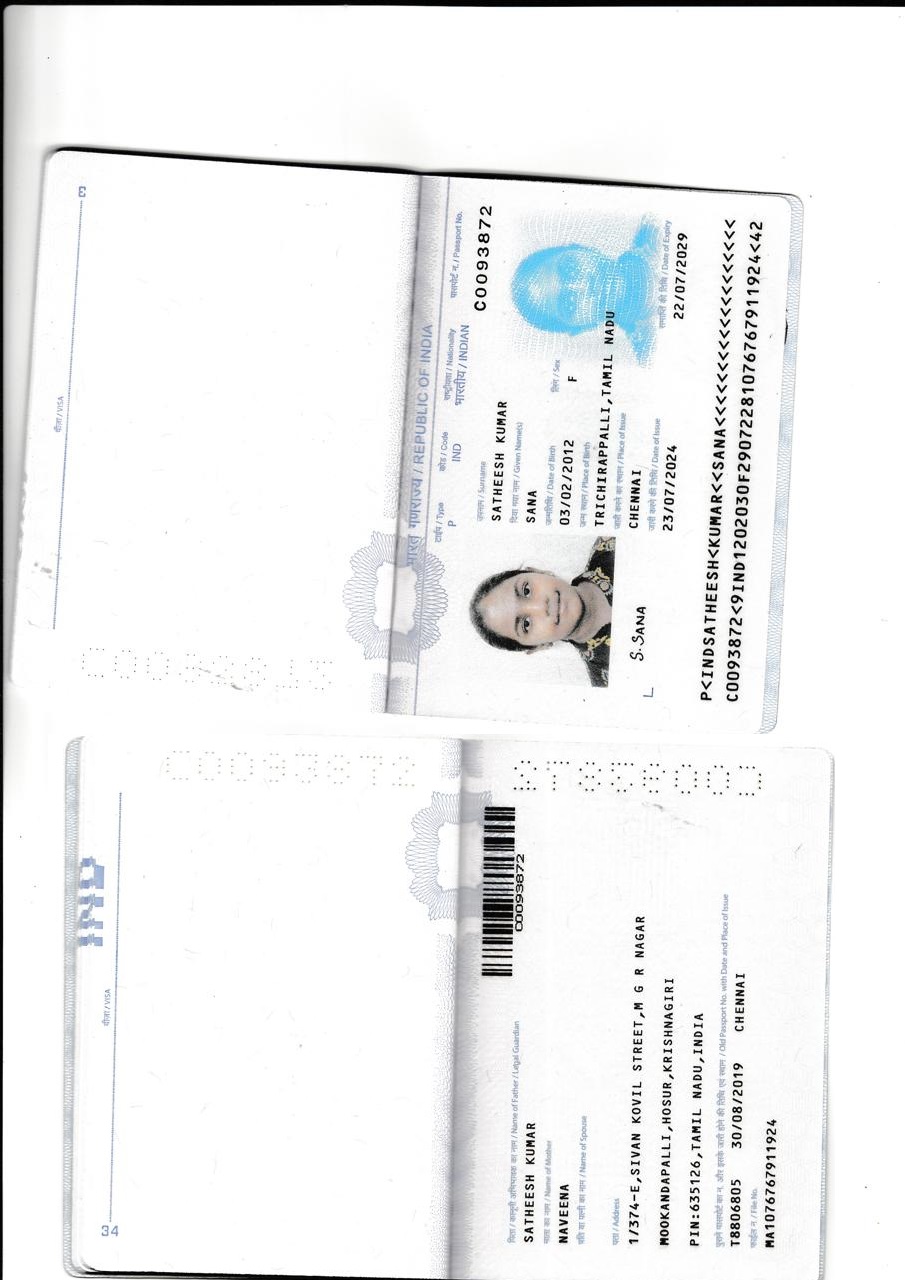 3
वीज़ा / VISA
भारत गणराज्य / REPUBLIC OF INDIA
टाईप / Type कोड / Code राष्ट्रीयता / Nationality पासपोर्ट न. / Passport No.
P IND भारतीय / INDIAN C0093872
उपनाम / Surname
SATHEESH KUMAR
दिया गया नाम / Given Name(s)
SANA
जन्मतिथि / Date of Birth लिंग / Sex
03/02/2012 F
जन्म स्थान / Place of Birth
TRICHIRAPPALLI,TAMIL NADU
जारी करने का स्थान / Place of Issue
CHENNAI
जारी करने की तिथि / Date of Issue समाप्ति की तिथि / Date of Expiry
23/07/2024 22/07/2029
S. SANA
P<INDSATHEESH<KUMAR<<SANA<<<<<<<<<<<<<<<<<<<
C0093872<9IND1202030F29072281076767911924<42
C0093872
IND
वीज़ा / VISA
34
C0093872
C0093872
पिता / कानूनी अभिभावक का नाम / Name of Father / Legal Guardian
SATHEESH KUMAR
माता का नाम / Name of Mother
NAVEENA
पति या पत्नी का नाम / Name of Spouse
पता / Address
1/374-E,SIVAN KOVIL STREET,M G R NAGAR
MOOKANDAPALLI,HOSUR,KRISHNAGIRI
PIN:635126,TAMIL NADU,INDIA
पुराने पासपोर्ट का न. और इसके जारी होने की तिथि एवं स्थान / Old Passport No. with Date and Place of Issue
T8806805 30/08/2019 CHENNAI
फाईल न. / File No.
MA1076767911924